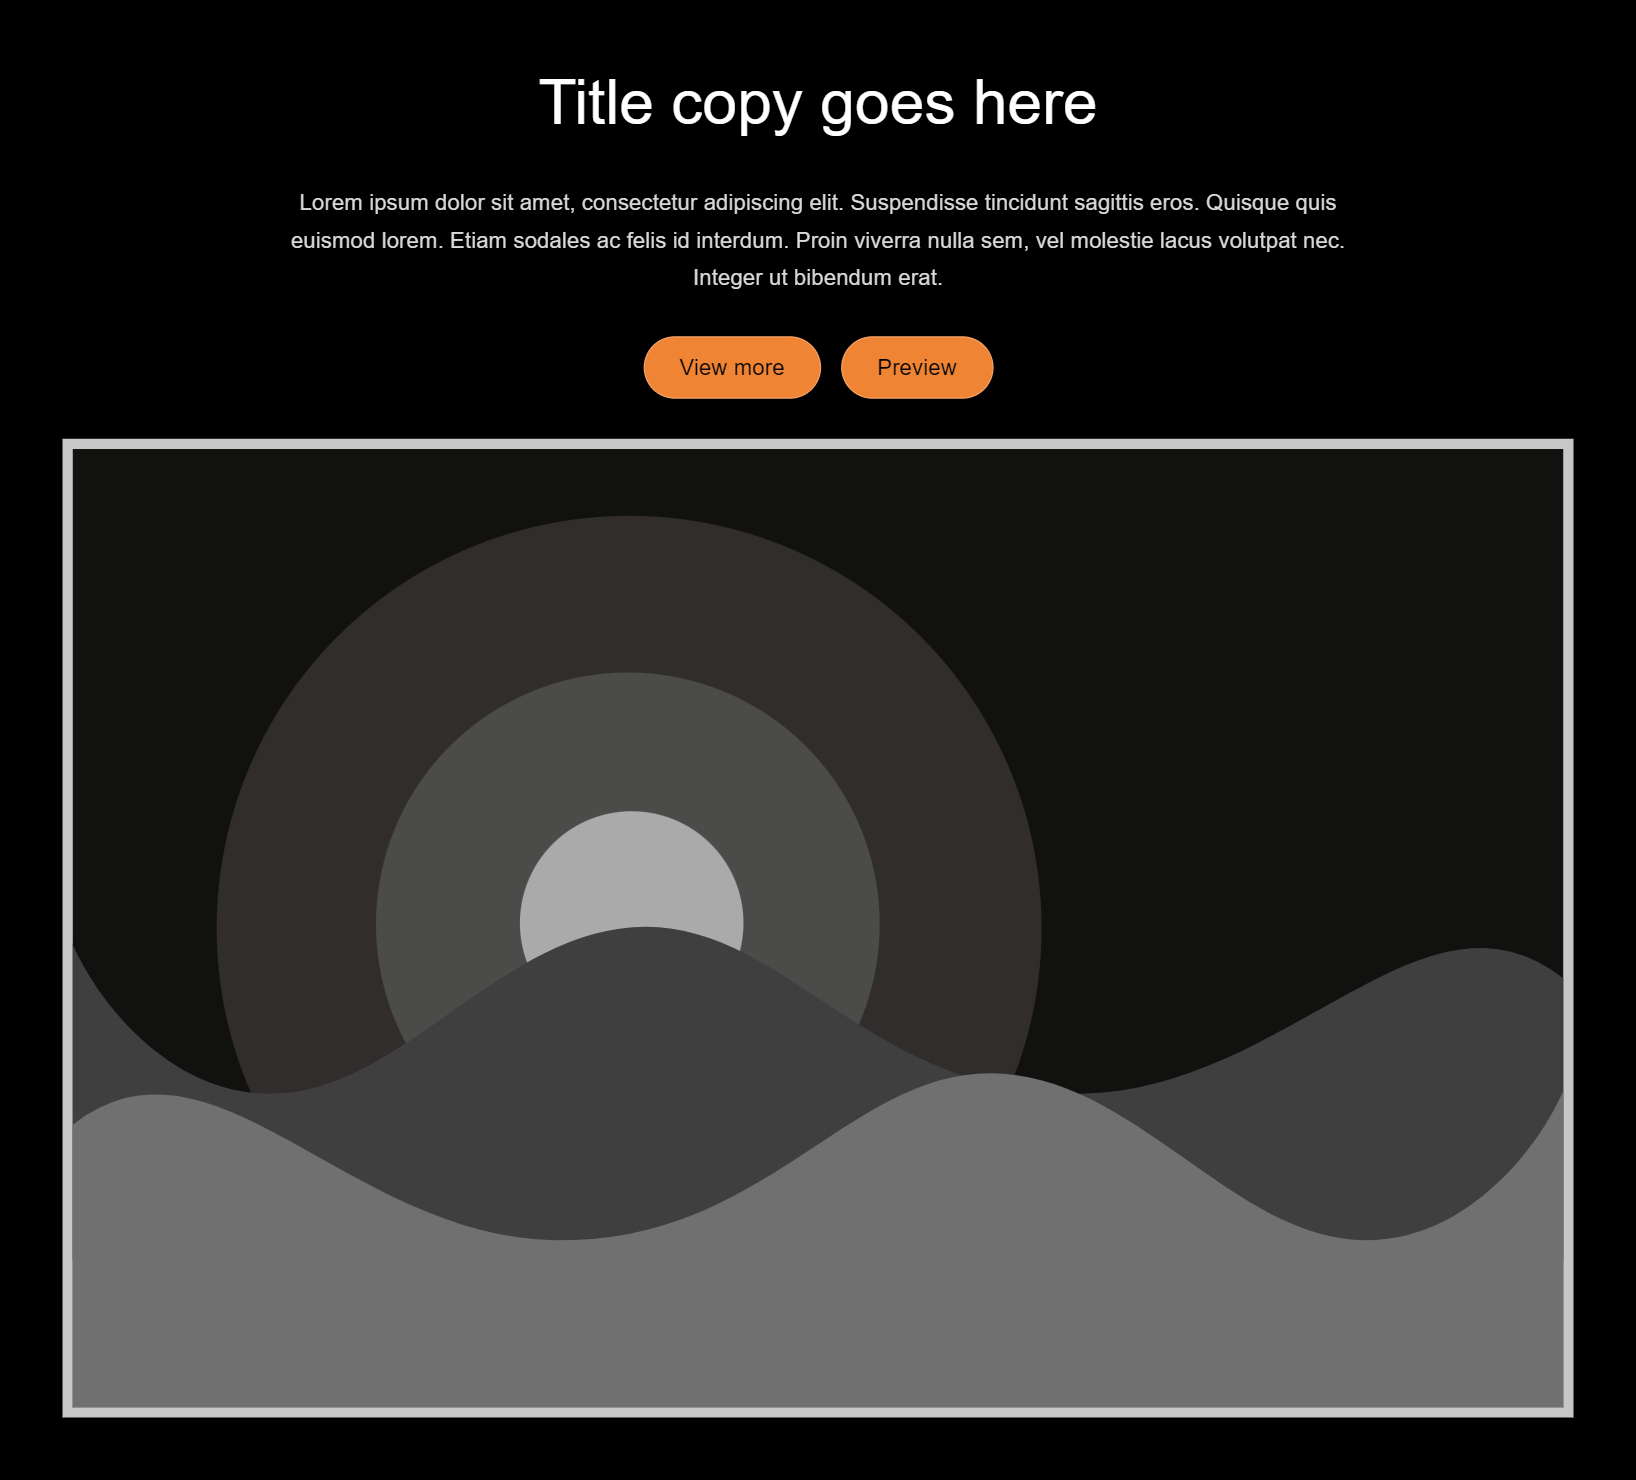 Title copy goes here
Lorem ipsum dolor sit amet, consectetur adipiscing elit. Suspendisse tincidunt sagittis eros. Quisque quis
euismod lorem. Etiam sodales ac felis id interdum. Proin viverra nulla sem, vel molestie lacus volutpat nec.
Integer ut bibendum erat.
View more
Preview